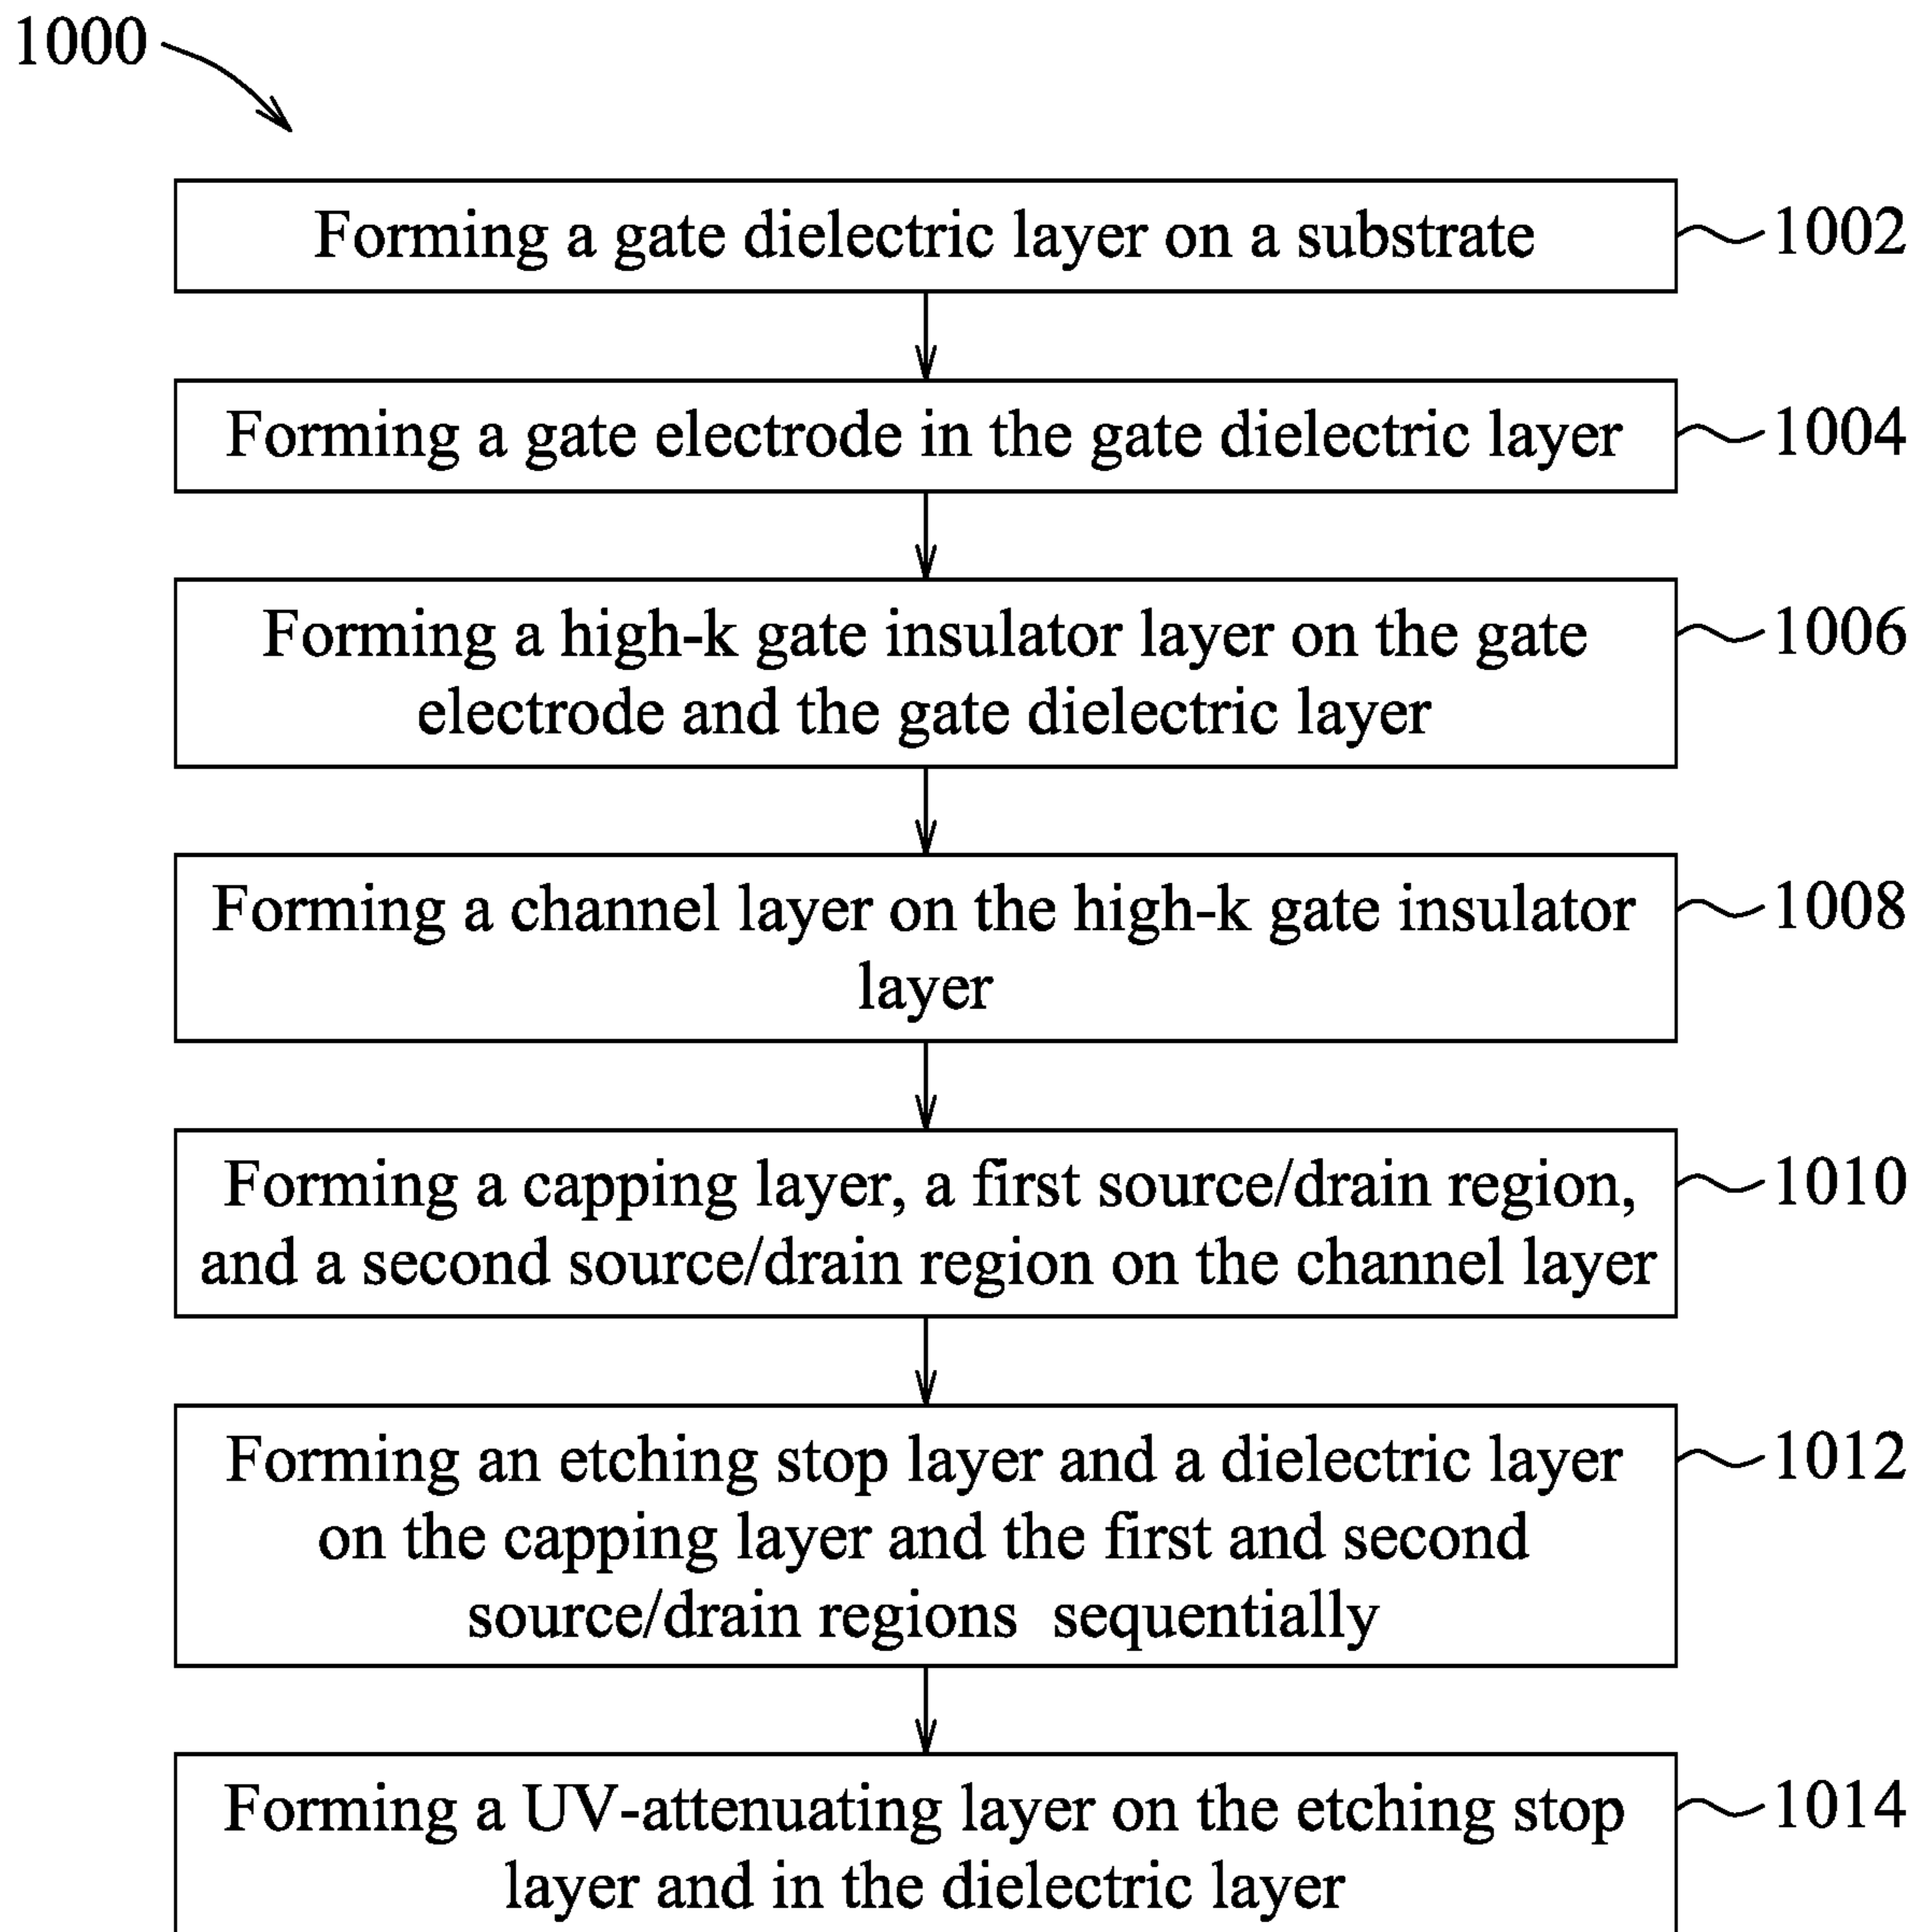 1000
Forming a gate dielectric layer on a substrate
1002
Forming a gate electrode in the gate dielectric layer
1004
Forming a high-k gate insulator layer on the gate
electrode and the gate dielectric layer
1006
Forming a channel layer on the high-k gate insulator
layer
1008
Forming a capping layer, a first source/drain region,
and a second source/drain region on the channel layer
1010
Forming an etching stop layer and a dielectric layer
on the capping layer and the first and second
source/drain regions  sequentially
1012
Forming a UV-attenuating layer on the etching stop
layer and in the dielectric layer
1014